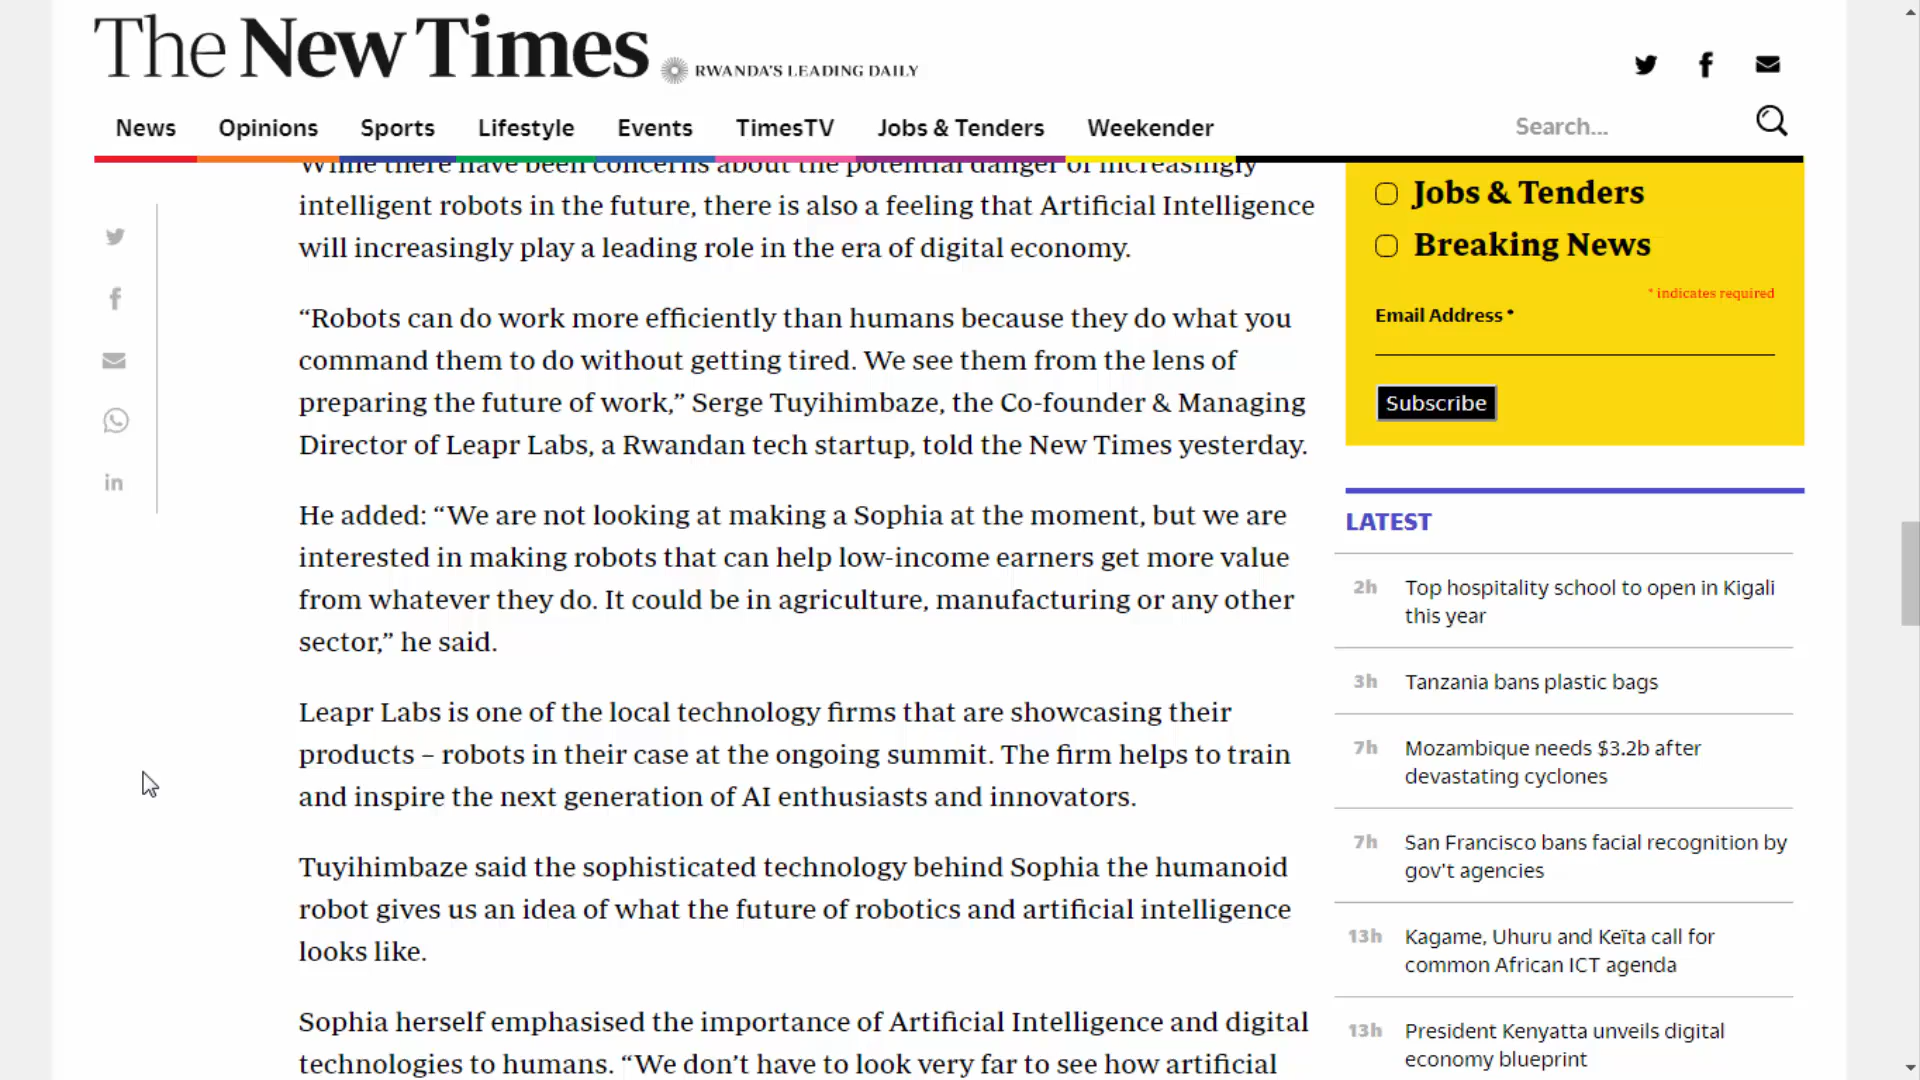 The New Times RWANDA'S LEADING DAILY
News Opinions Sports Lifestyle Events TimesTV Jobs & Tenders Weekender Search...
While there have been concerns about the potential danger of increasingly
intelligent robots in the future, there is also a feeling that Artificial Intelligence
will increasingly play a leading role in the era of digital economy.
“Robots can do work more efficiently than humans because they do what you
command them to do without getting tired. We see them from the lens of
preparing the future of work,” Serge Tuyihimbaze, the Co-founder & Managing
Director of Leapr Labs, a Rwandan tech startup, told the New Times yesterday.
He added: “We are not looking at making a Sophia at the moment, but we are
interested in making robots that can help low-income earners get more value
from whatever they do. It could be in agriculture, manufacturing or any other
sector,” he said.
Leapr Labs is one of the local technology firms that are showcasing their
products – robots in their case at the ongoing summit. The firm helps to train
and inspire the next generation of AI enthusiasts and innovators.
Tuyihimbaze said the sophisticated technology behind Sophia the humanoid
robot gives us an idea of what the future of robotics and artificial intelligence
looks like.
Sophia herself emphasised the importance of Artificial Intelligence and digital
technologies to humans. “We don’t have to look very far to see how artificial
Jobs & Tenders
Breaking News
* indicates required
Email Address *
Subscribe
LATEST
2h Top hospitality school to open in Kigali
this year
3h Tanzania bans plastic bags
7h Mozambique needs $3.2b after
devastating cyclones
7h San Francisco bans facial recognition by
gov't agencies
13h Kagame, Uhuru and Keïta call for
common African ICT agenda
13h President Kenyatta unveils digital
economy blueprint